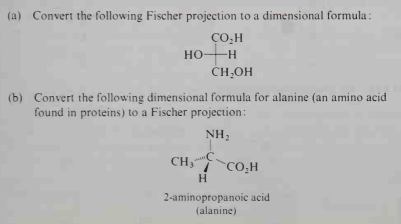 (a) Convert the following Fischer projection to a dimensional formula:
CO₂H
HO H
CH₂OH
(b) Convert the following dimensional formula for alanine (an amino acid
found in proteins) to a Fischer projection:
NH₂
CH₃ C CO₂H
H
2-aminopropanoic acid
(alanine)